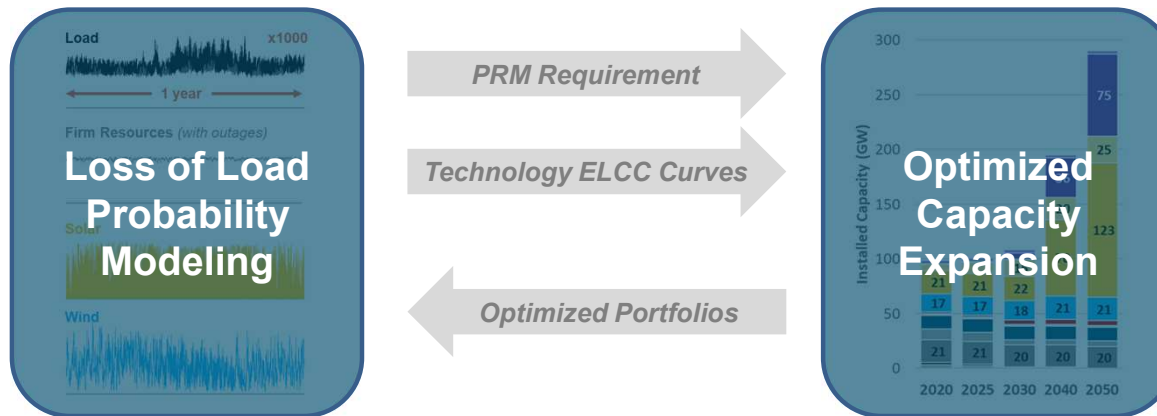 Load x1000
1 year
Firm Resources (with outages)
Loss of Load
Probability
Modeling
Solar
Wind
PRM Requirement
Technology ELCC Curves
Optimized Portfolios
Optimized
Capacity
Expansion
Installed Capacity (GW)
300
250
200
150
100
50
0
75
25
123
21
20
21
17
21
21
17
21
22
18
20
21
20
2020 2025 2030 2040 2050